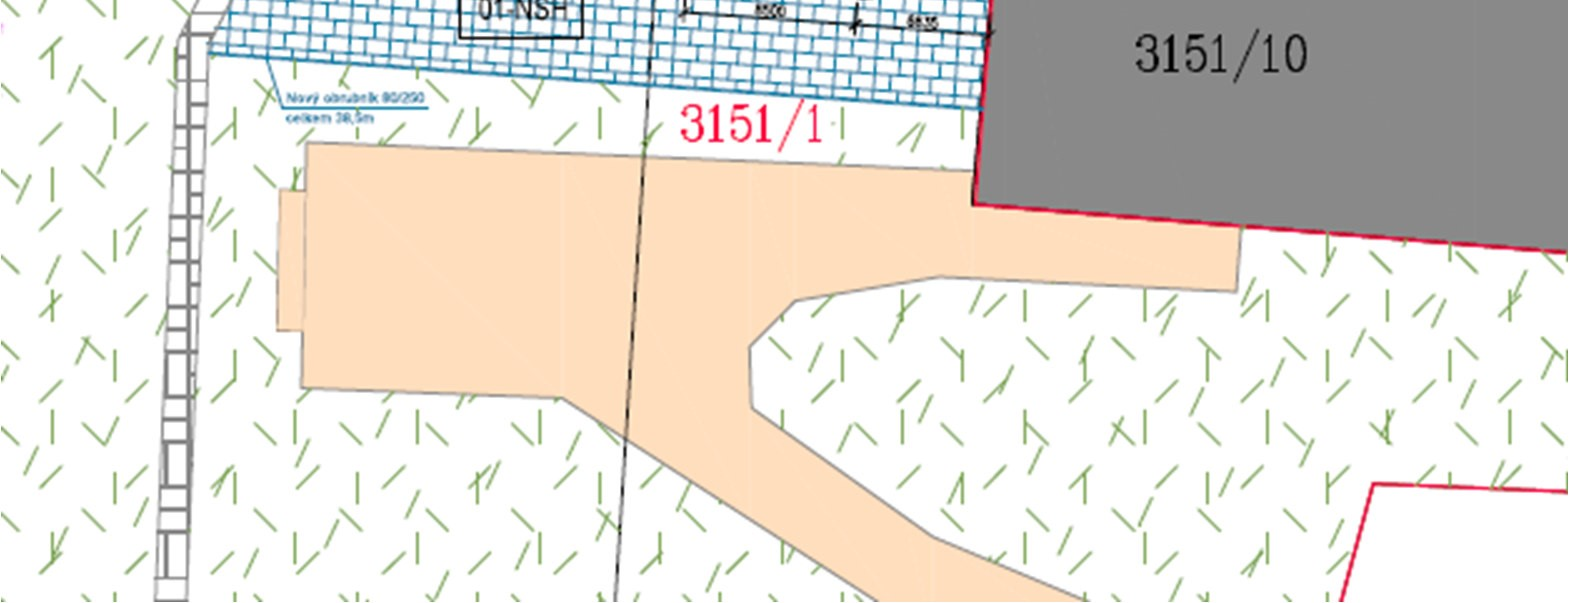 01-NSH
3151/10
Nový obrubník 80/250
celkem 38,5m
3151/1